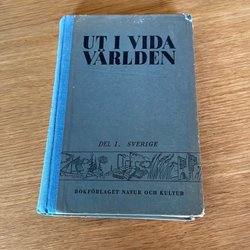 UT I VIDA
VÄRLDEN
DEL I. SVERIGE
BOKFÖRLAGET NATUR OCH KULTUR